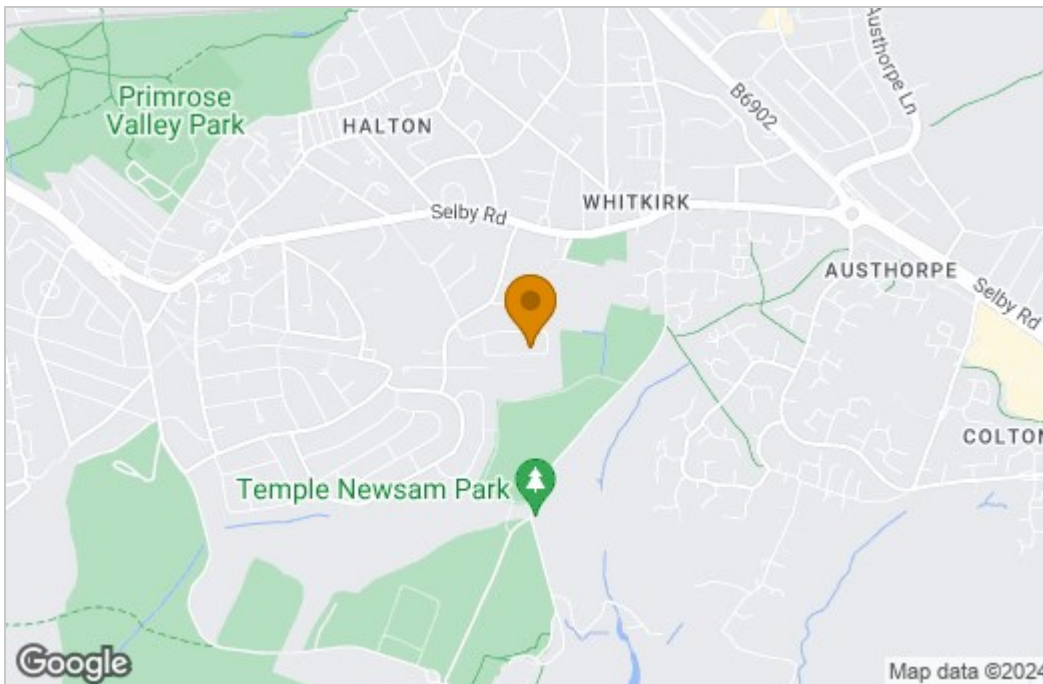 Primrose
Valley Park
HALTON
Austhorpe Ln
B6902
Selby Rd
WHITKIRK
AUSTHORPE
Selby Rd
COLTON
Temple Newsam Park
Google
Map data ©2024